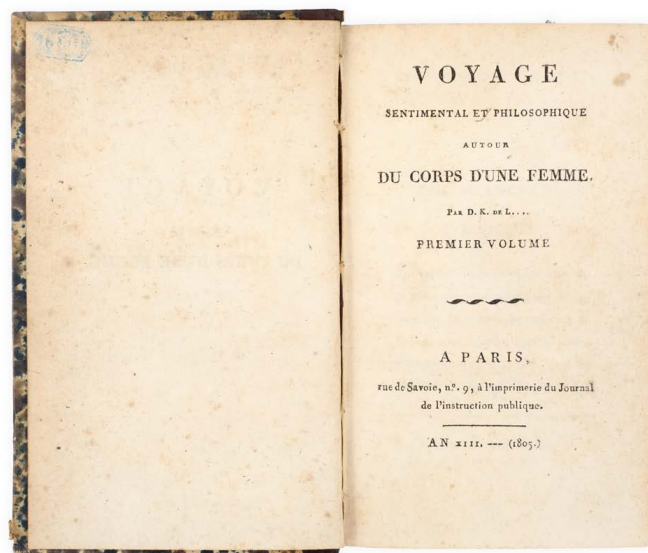 VOYAGE
SENTIMENTAL ET PHILOSOPHIQUE
AUTOUR
DU CORPS D'UNE FEMME.
PAR D. K. DE L....
PREMIER VOLUME
A PARIS,
rue de Savoie, n°. 9, à l'imprimerie du Journal
de l'instruction publique.
AN XIII. — (1805.)